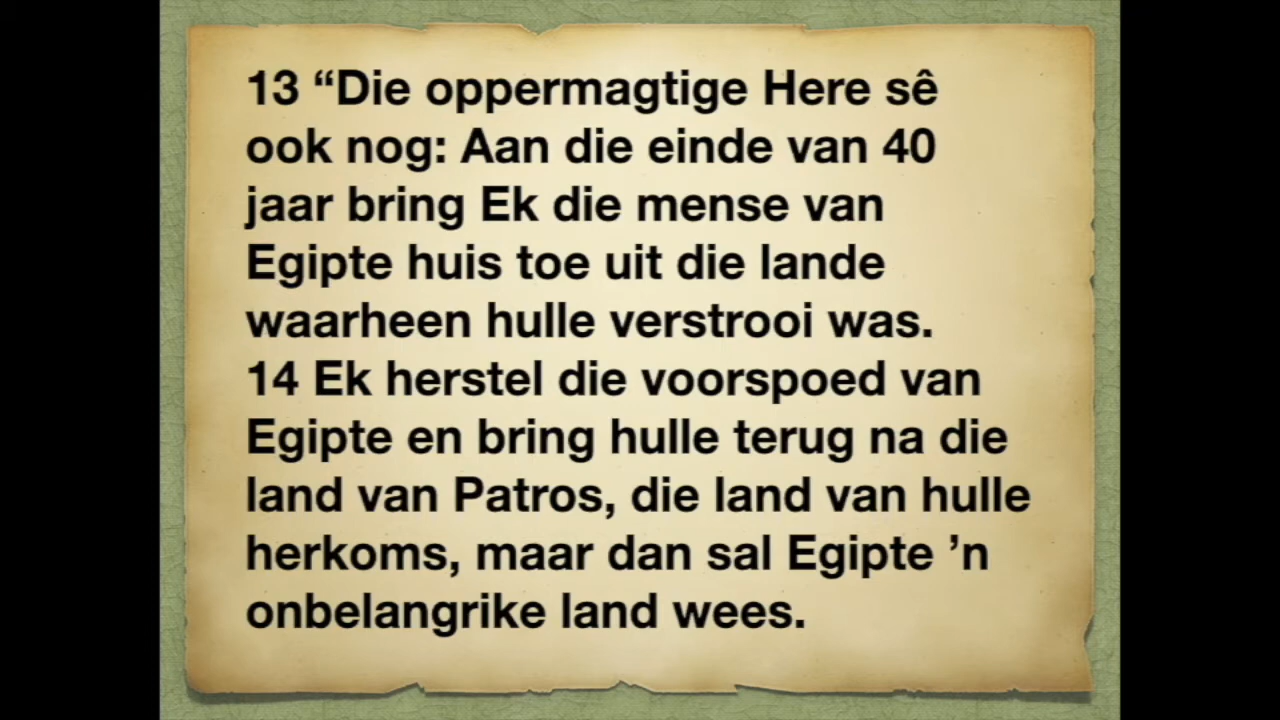 13 “Die oppermagtige Here sê
ook nog: Aan die einde van 40
jaar bring Ek die mense van
Egipte huis toe uit die lande
waarheen hulle verstrooi was.
14 Ek herstel die voorspoed van
Egipte en bring hulle terug na die
land van Patros, die land van hulle
herkoms, maar dan sal Egipte ’n
onbelangrike land wees.